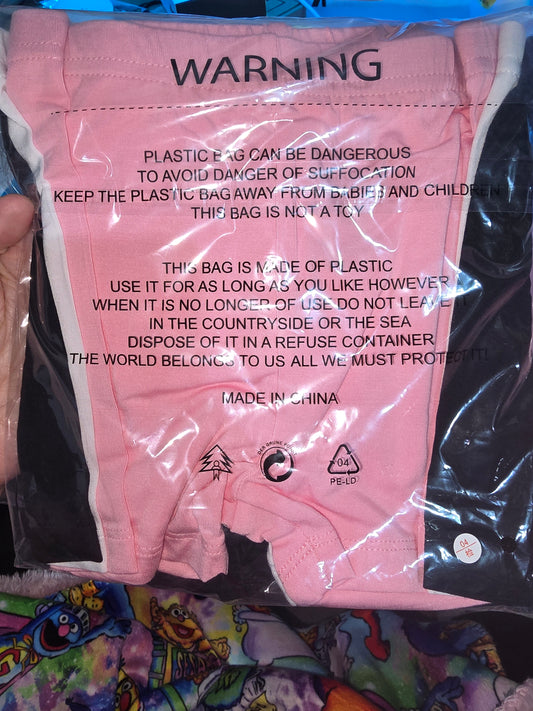 WARNING
PLASTIC BAG CAN BE DANGEROUS
TO AVOID DANGER OF SUFFOCATION
KEEP THE PLASTIC BAG AWAY FROM BABIES AND CHILDREN
THIS BAG IS NOT A TOY
THIS BAG IS MADE OF PLASTIC
USE IT FOR AS LONG AS YOU LIKE HOWEVER
WHEN IT IS NO LONGER OF USE DO NOT LEAVE IT
IN THE COUNTRYSIDE OR THE SEA
DISPOSE OF IT IN A REFUSE CONTAINER
THE WORLD BELONGS TO US ALL WE MUST PROTECT IT!
MADE IN CHINA
04
PE-LD
04
检